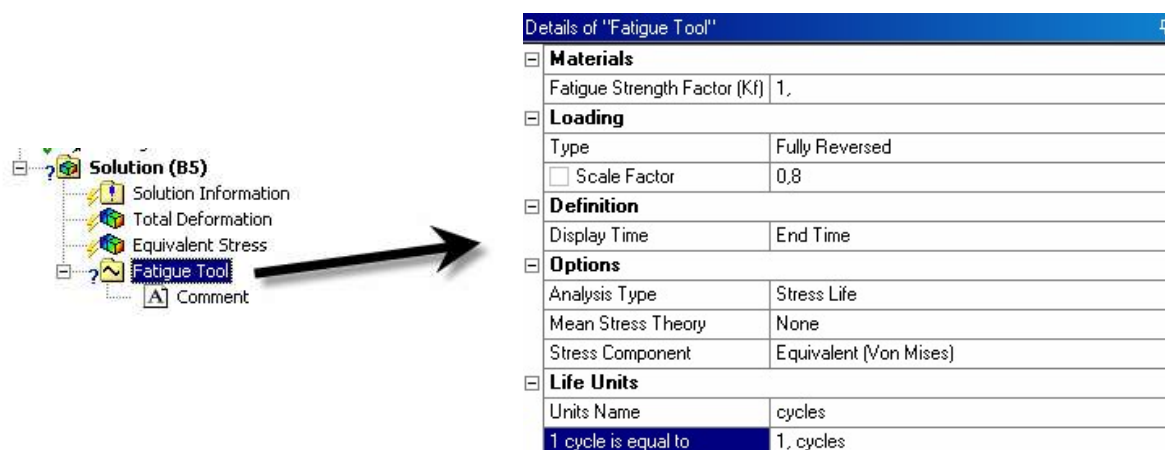 Solution (B5)
Solution Information
Total Deformation
Equivalent Stress
Fatigue Tool
Comment
Details of "Fatigue Tool"
Materials
Fatigue Strength Factor (Kf) 1,
Loading
Type Fully Reversed
Scale Factor 0,8
Definition
Display Time End Time
Options
Analysis Type Stress Life
Mean Stress Theory None
Stress Component Equivalent (Von Mises)
Life Units
Units Name cycles
1 cycle is equal to 1, cycles